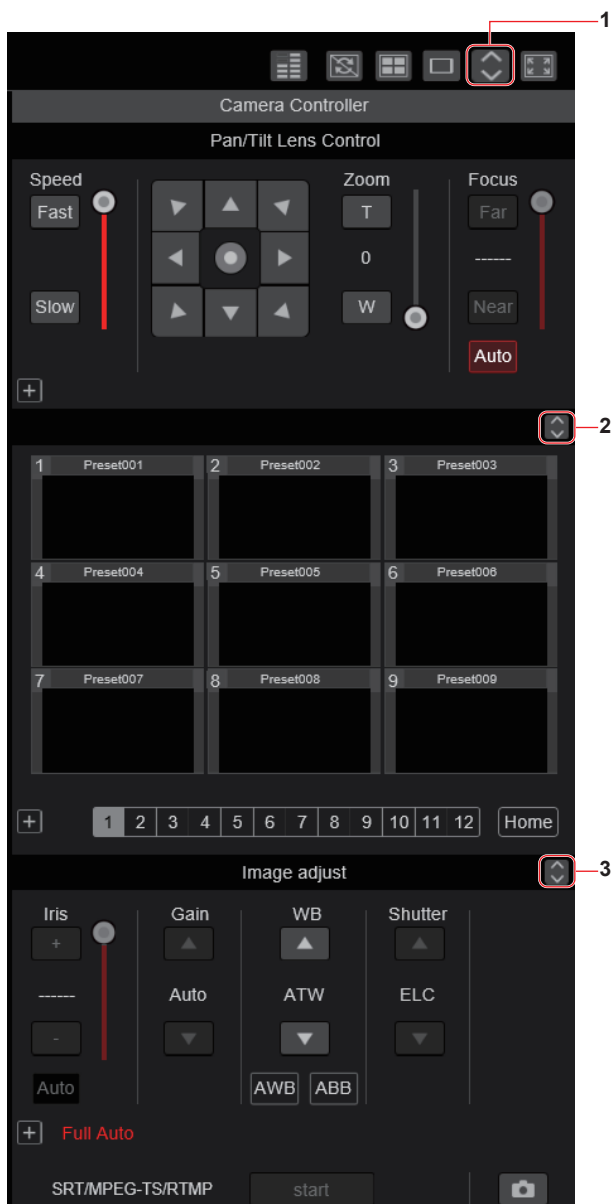 1
Camera Controller
Pan/Tilt Lens Control
Speed Zoom Focus
Fast T Far
0 ------
Slow W Near
Auto
+
2
1 Preset001 2 Preset002 3 Preset003
4 Preset004 5 Preset005 6 Preset006
7 Preset007 8 Preset008 9 Preset009
+ 1 2 3 4 5 6 7 8 9 10 11 12 Home
Image adjust 3
Iris Gain WB Shutter
+
------ Auto ATW ELC
-
Auto AWB ABB
+ Full Auto
SRT/MPEG-TS/RTMP start